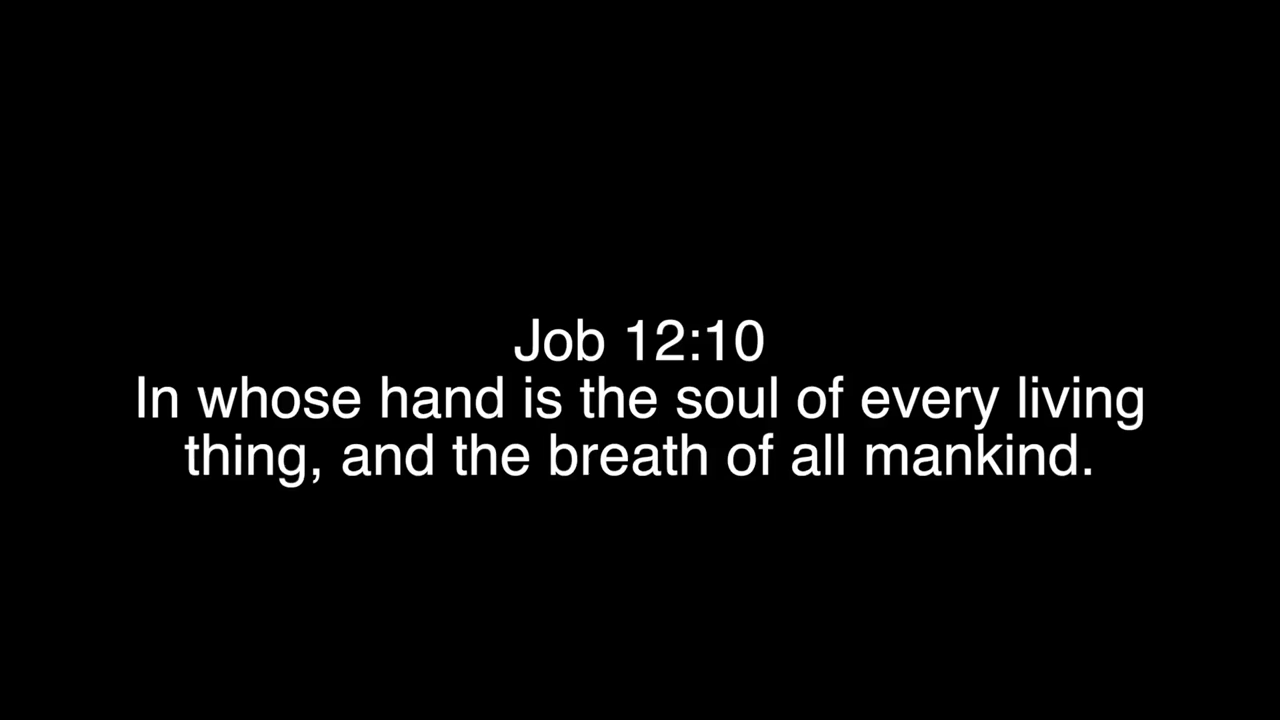 Job 12:10
In whose hand is the soul of every living
thing, and the breath of all mankind.